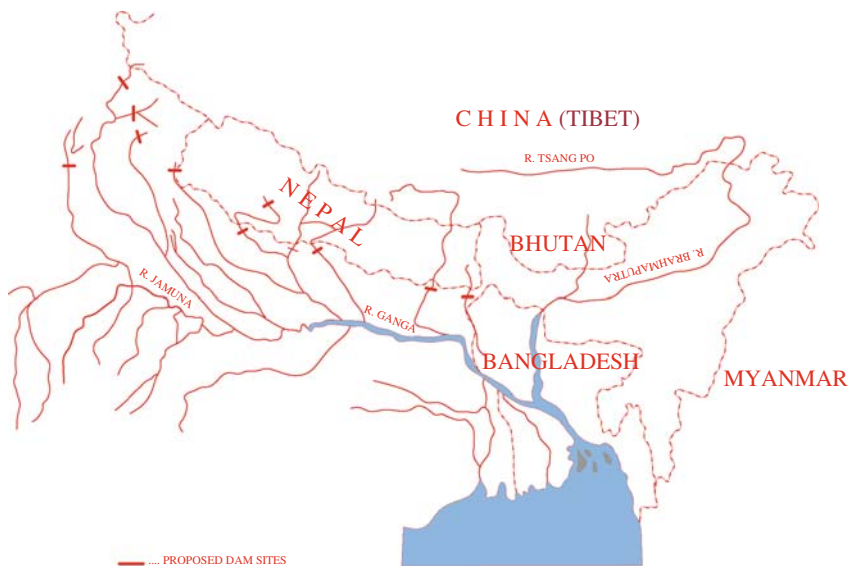 CHINA (TIBET)
R. TSANG PO
NEPAL
BHUTAN
R. BRAHMAPUTRA
R. JAMUNA
R. GANGA
BANGLADESH
MYANMAR
.... PROPOSED DAM SITES